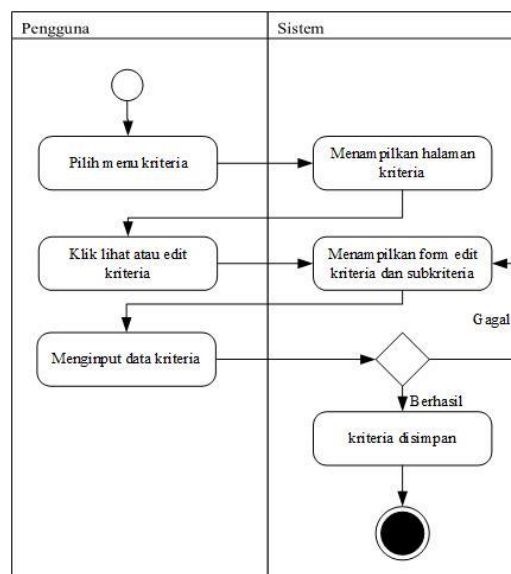 Pengguna
Sistem
Pilih menu kriteria
Menampilkan halaman
kriteria
Klik lihat atau edit
kriteria
Menampilkan form edit
kriteria dan subkriteria
Gagal
Menginput data kriteria
Berhasil
kriteria disimpan